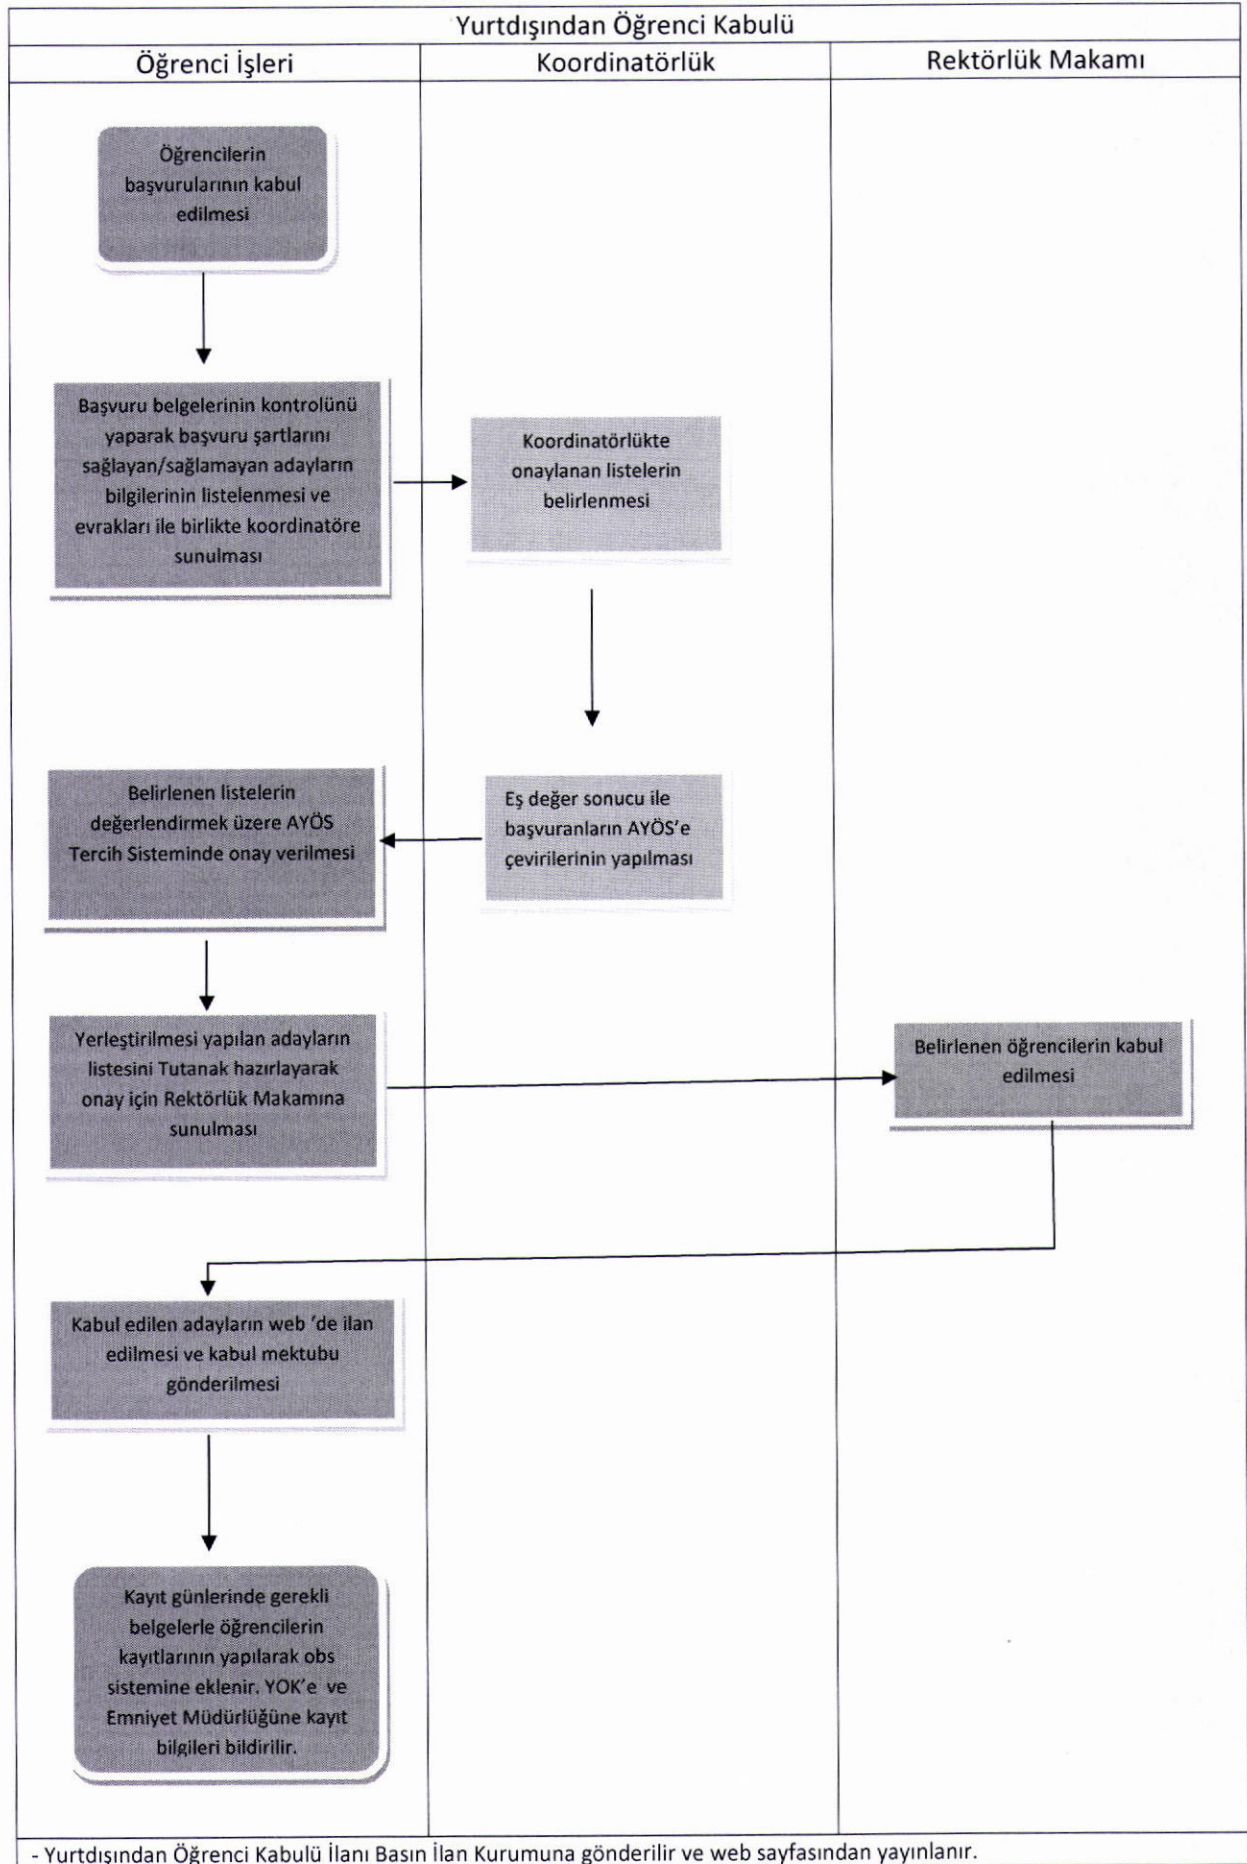 Yurtdışından Öğrenci Kabulü
Öğrenci İşleri
Koordinatörlük
Rektörlük Makamı
Öğrencilerin
başvurularının kabul
edilmesi
Başvuru belgelerinin kontrolünü
yaparak başvuru şartlarını
sağlayan/sağlamayan adayların
bilgilerinin listelenmesi ve
evrakları ile birlikte koordinatöre
sunulması
Koordinatörlükte
onaylanan listelerin
belirlenmesi
Belirlenen listelerin
değerlendirmek üzere AYÖS
Tercih Sisteminde onay verilmesi
Eş değer sonucu ile
başvuranların AYÖS’e
çevirilerinin yapılması
Yerleştirilmesi yapılan adayların
listesini Tutanak hazırlayarak
onay için Rektörlük Makamına
sunulması
Belirlenen öğrencilerin kabul
edilmesi
Kabul edilen adayların web ’de ilan
edilmesi ve kabul mektubu
gönderilmesi
Kayıt günlerinde gerekli
belgelerle öğrencilerin
kayıtlarının yapılarak obs
sistemine eklenir. YOK’e ve
Emniyet Müdürlüğüne kayıt
bilgileri bildirilir.
- Yurtdışından Öğrenci Kabulü İlanı Basın İlan Kurumuna gönderilir ve web sayfasından yayınlanır.